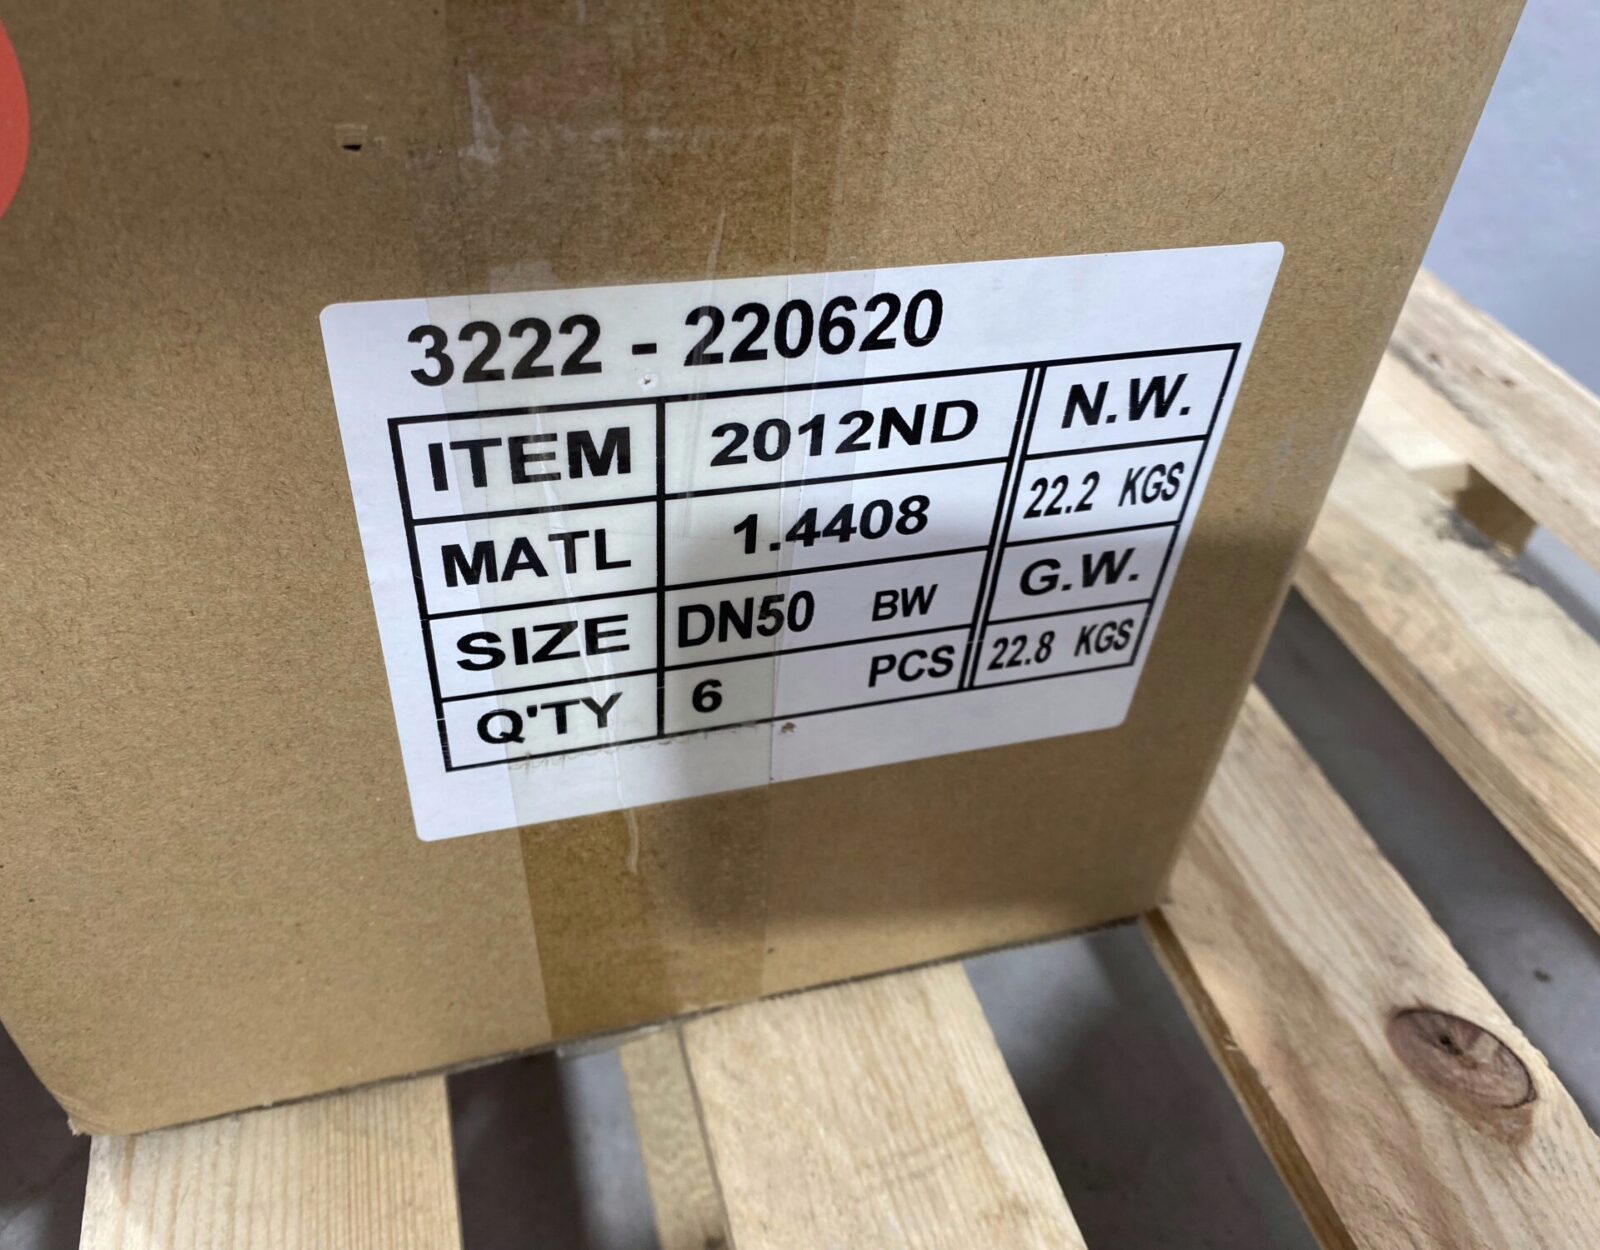 3222 - 220620
ITEM 2012ND N.W.
MATL 1.4408 22.2 KGS
SIZE DN50 BW G.W.
Q'TY 6 PCS 22.8 KGS